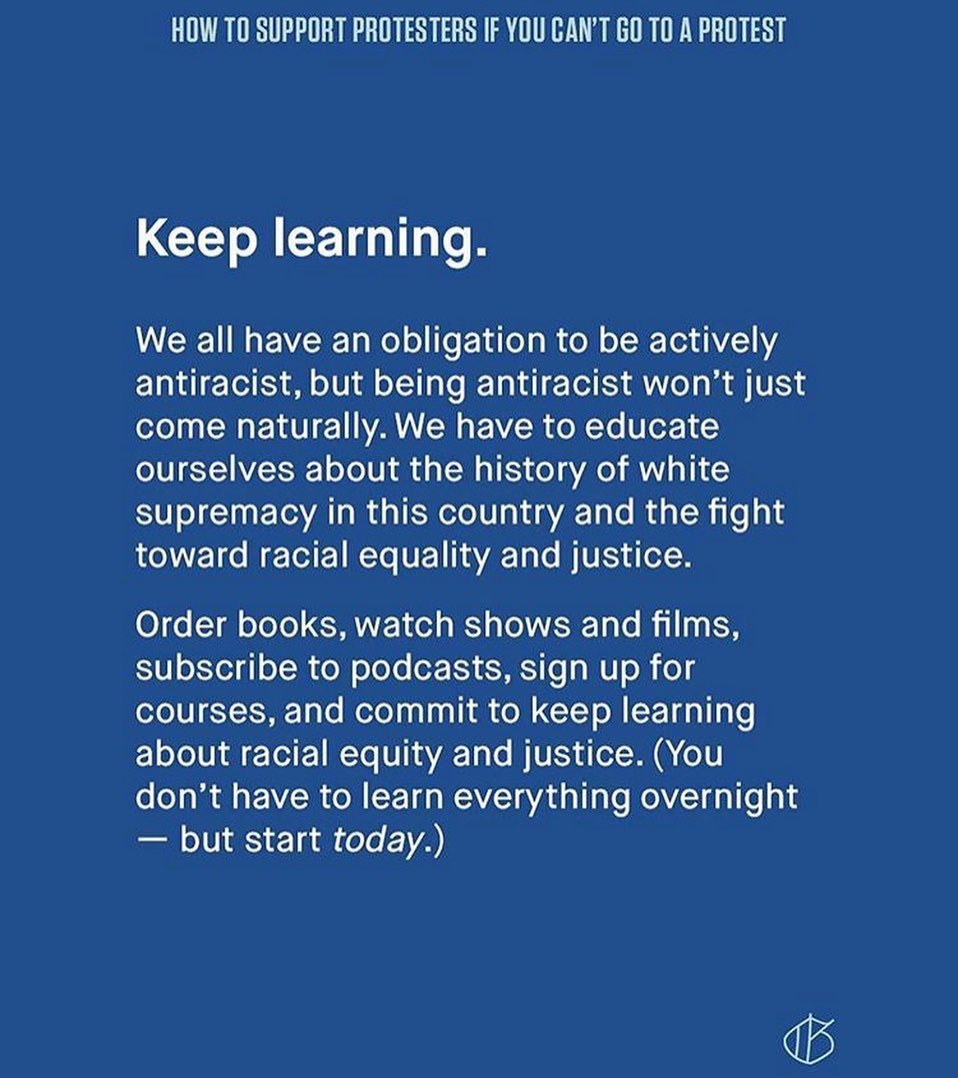 HOW TO SUPPORT PROTESTERS IF YOU CAN'T GO TO A PROTEST
Keep learning.
We all have an obligation to be actively
antiracist, but being antiracist won't just
come naturally. We have to educate
ourselves about the history of white
supremacy in this country and the fight
toward racial equality and justice.
Order books, watch shows and films,
subscribe to podcasts, sign up for
courses, and commit to keep learning
about racial equity and justice. (You
don't have to learn everything overnight
— but start today.)